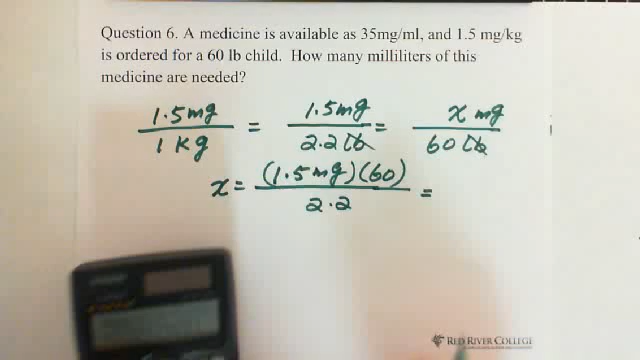 Question 6. A medicine is available as 35mg/ml, and 1.5 mg/kg
is ordered for a 60 lb child. How many milliliters of this
medicine are needed?
1.5mg / 1 kg = 1.5mg / 2.2 lb = x mg / 60 lb
x = (1.5 mg)(60) / 2.2 =
RED RIVER COLLEGE